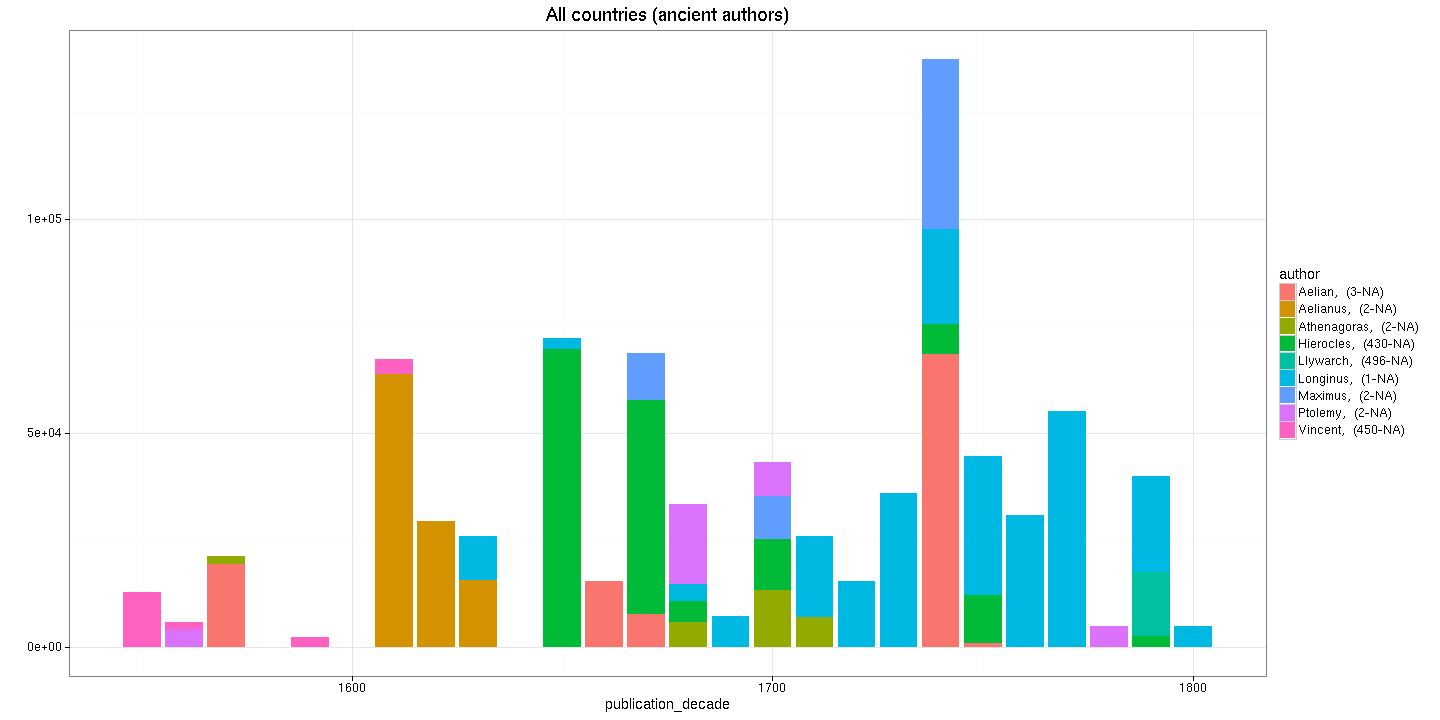 All countries (ancient authors)
1e+05
5e+04
0e+00
1600
1700
1800
publication_decade
author
Aelian, (3-NA)
Aelianus, (2-NA)
Athenagoras, (2-NA)
Hierocles, (430-NA)
Llywarch, (496-NA)
Longinus, (1-NA)
Maximus, (2-NA)
Ptolemy, (2-NA)
Vincent, (450-NA)